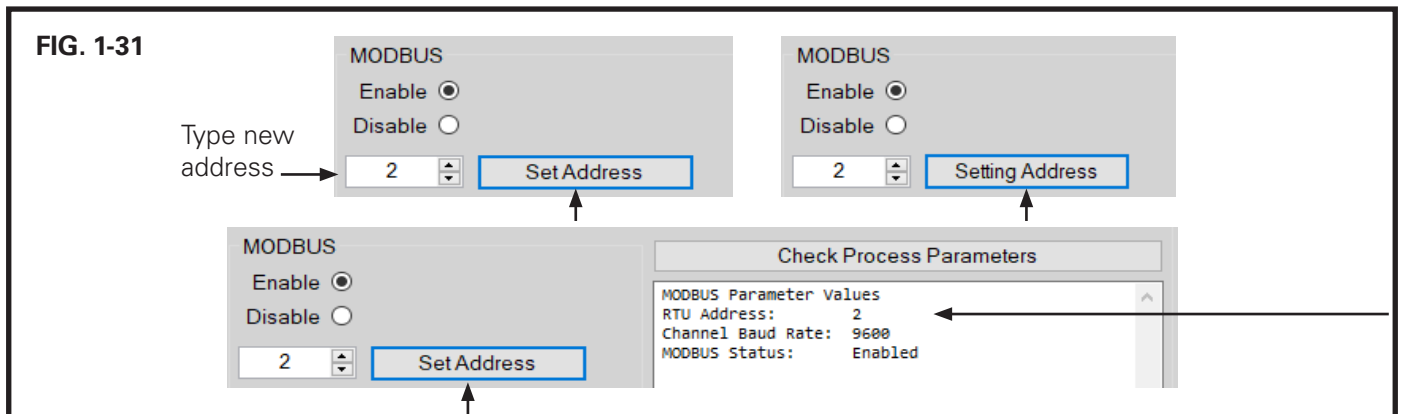 FIG. 1-31
MODBUS
Enable
Disable
Type new
address
2
Set Address
MODBUS
Enable
Disable
2
Setting Address
MODBUS
Enable
Disable
2
Set Address
Check Process Parameters
MODBUS Parameter Values
RTU Address: 2
Channel Baud Rate: 9600
MODBUS Status: Enabled